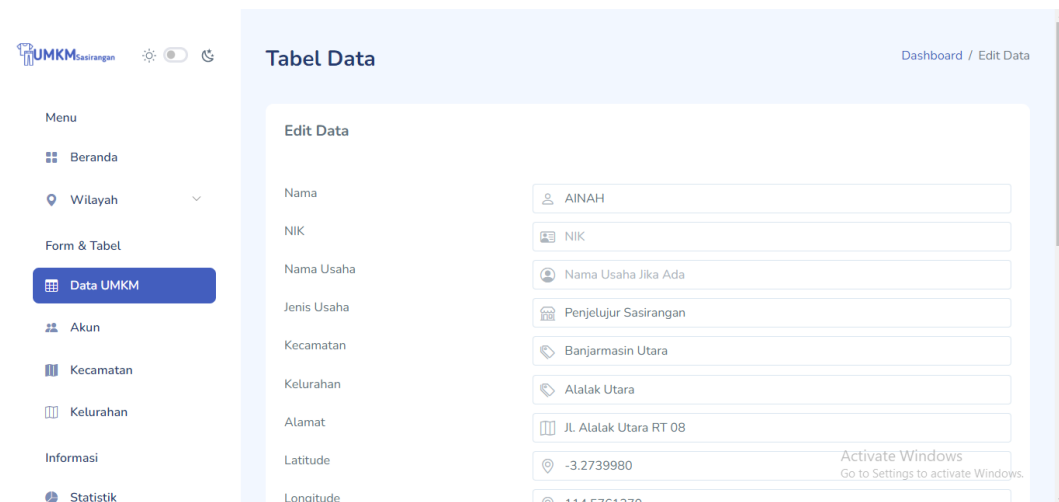 UMKM Sasirangan
Tabel Data
Dashboard / Edit Data
Menu
Beranda
Wilayah
Form & Tabel
Data UMKM
Akun
Kecamatan
Kelurahan
Informasi
Statistik
Edit Data
Nama
AINAH
NIK
NIK
Nama Usaha
Nama Usaha Jika Ada
Jenis Usaha
Penjelujur Sasirangan
Kecamatan
Banjarmasin Utara
Kelurahan
Alalak Utara
Alamat
Jl. Alalak Utara RT 08
Latitude
-3.2739980
Longitude
Activate Windows
Go to Settings to activate Windows.